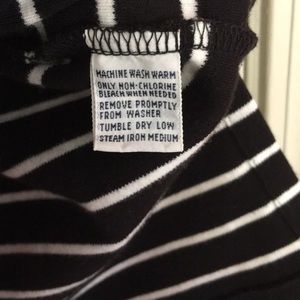 MACHINE WASH WARM
ONLY NON-CHLORINE
BLEACH WHEN NEEDED
REMOVE PROMPTLY
FROM WASHER
TUMBLE DRY LOW
STEAM IRON MEDIUM